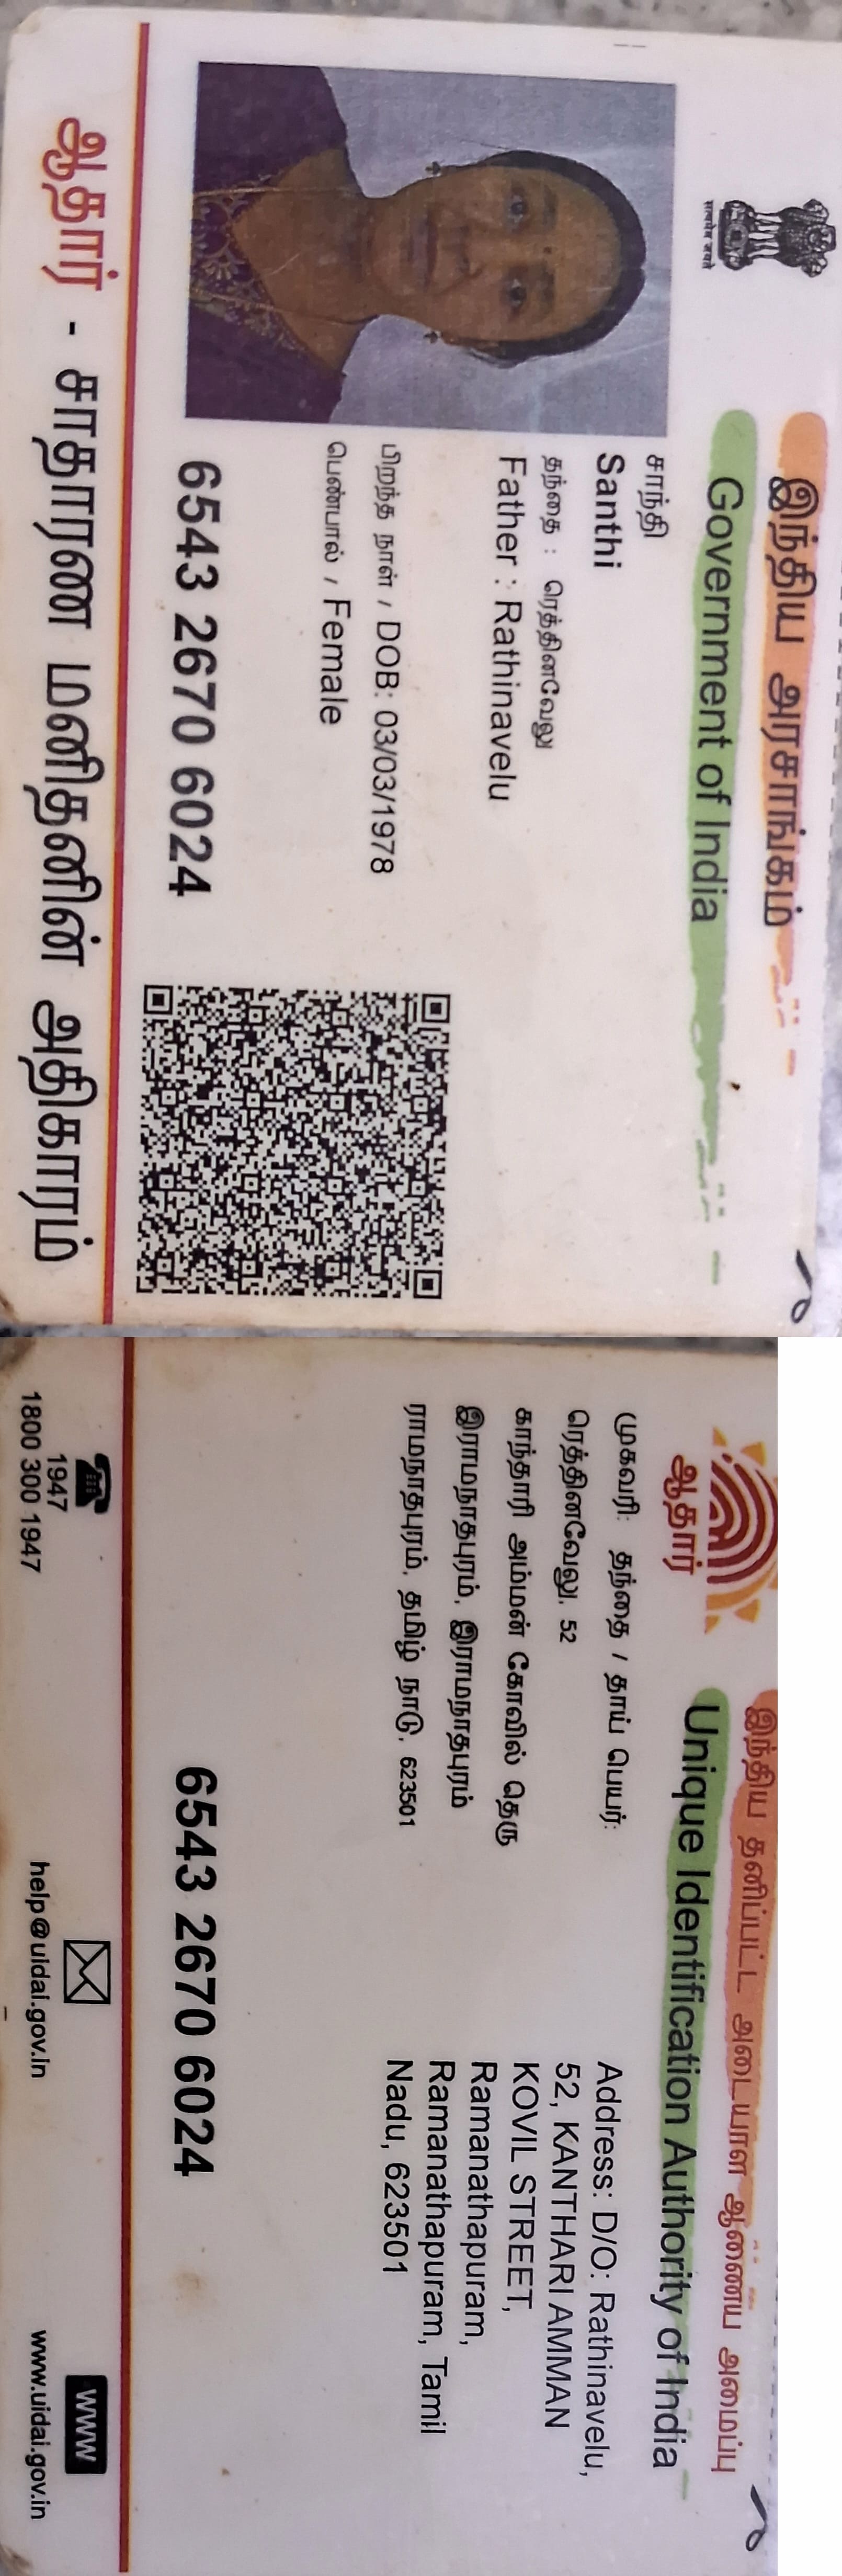 இந்திய அரசாங்கம்
Government of India
सत्यमेव जयते
சாந்தி
Santhi
தந்தை : ரெத்தினவேலு
Father : Rathinavelu
பிறந்த நாள் / DOB: 03/03/1978
பெண்பால் / Female
6543 2670 6024
ஆதார் - சாதாரண மனிதனின் அதிகாரம்
இந்திய தனிப்பட்ட அடையாள ஆணைய அமைப்பு
Unique Identification Authority of India
ஆதார்
முகவரி: தந்தை / தாய் பெயர்:
ரெத்தினவேலு, 52
காந்தாரி அம்மன் கோவில் தெரு
இராமநாதபுரம், இராமநாதபுரம்
ராமநாதபுரம், தமிழ் நாடு, 623501
Address: D/O: Rathinavelu,
52, KANTHARI AMMAN
KOVIL STREET,
Ramanathapuram,
Ramanathapuram, Tamil
Nadu, 623501
6543 2670 6024
1947
1800 300 1947
help@uidai.gov.in
www
www.uidai.gov.in